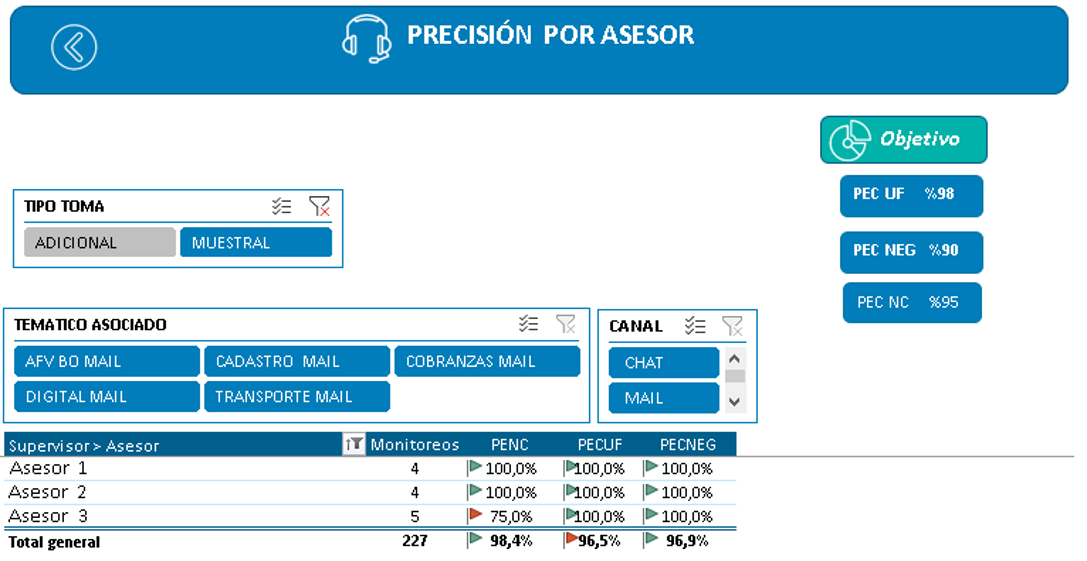 PRECISIÓN POR ASESOR
Objetivo
PEC UF %98
PEC NEG %90
PEC NC %95
TIPO TOMA
ADICIONAL MUESTRAL
TEMATICO ASOCIADO
AFV BO MAIL CADASTRO MAIL COBRANZAS MAIL
DIGITAL MAIL TRANSPORTE MAIL
CANAL
CHAT
MAIL
Supervisor > Asesor Monitoreos PENC PECUF PECNEG
Asesor 1 4 100,0% 100,0% 100,0%
Asesor 2 4 100,0% 100,0% 100,0%
Asesor 3 5 75,0% 100,0% 100,0%
Total general 227 98,4% 96,5% 96,9%